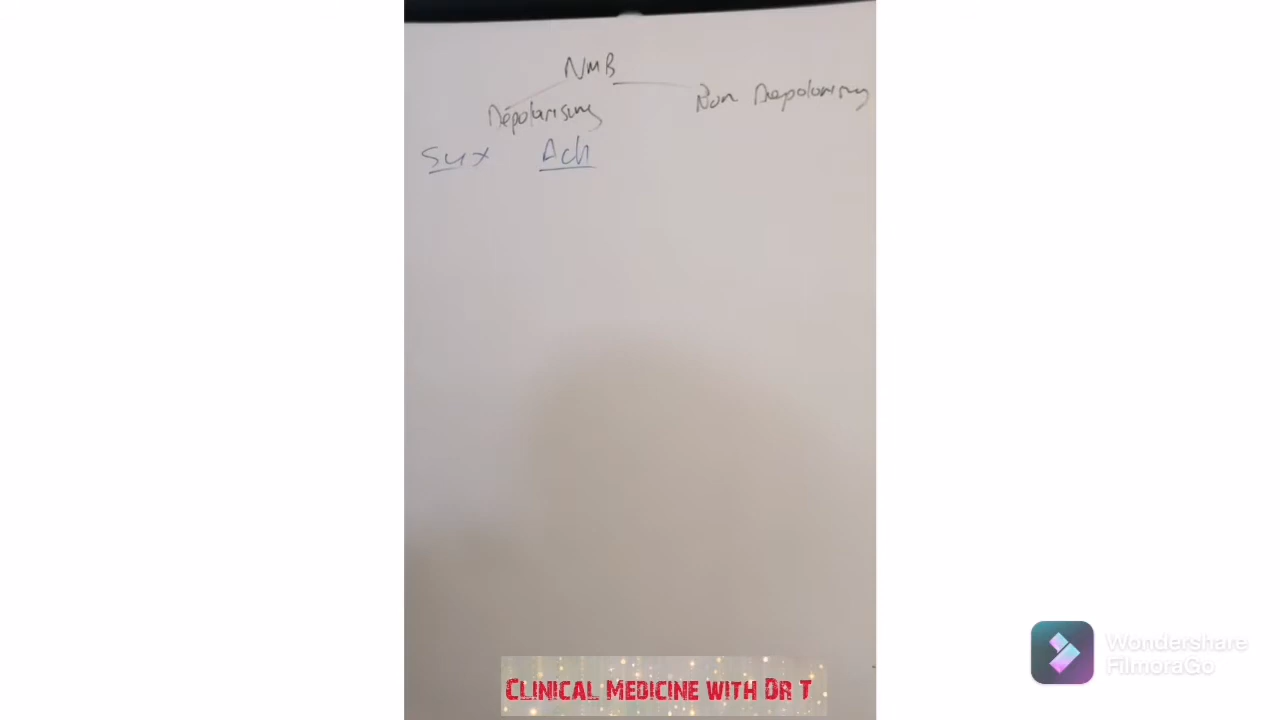 NMB
Depolarising Non Depolarising
Sux Ach
CLINICAL MEDICINE WITH DR T
Wondershare
FilmoraGo